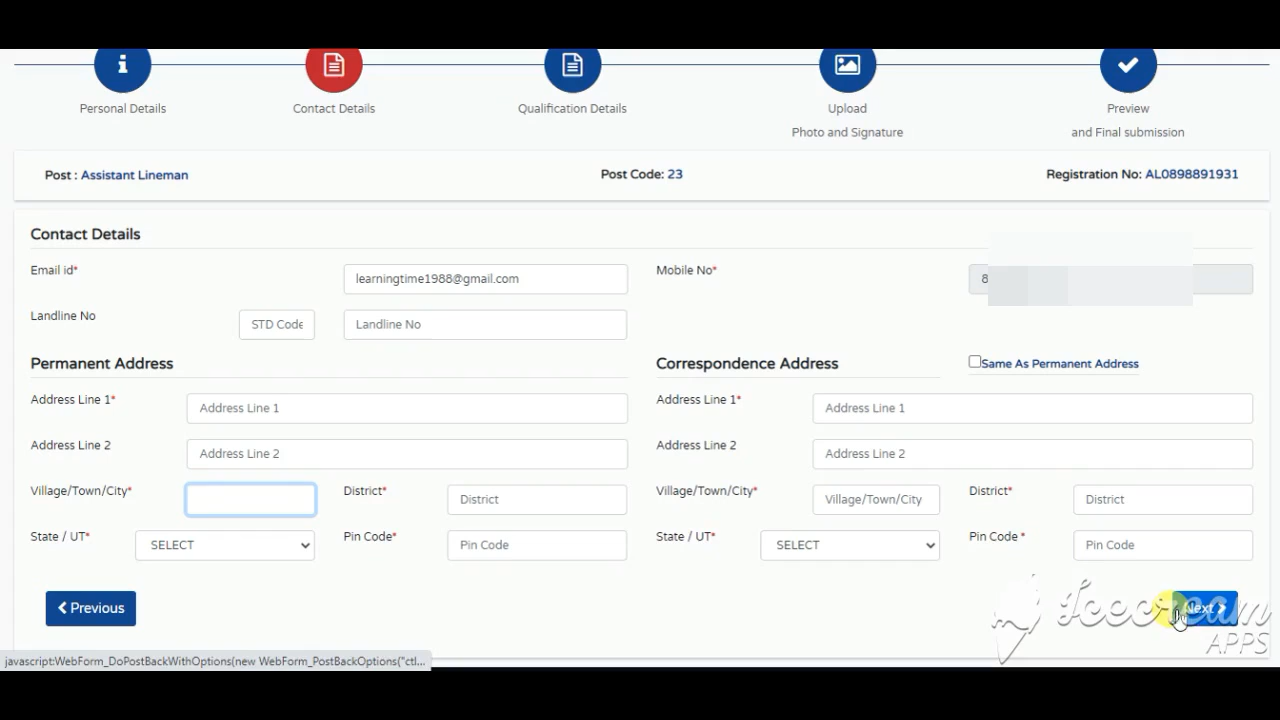 Personal Details
Contact Details
Qualification Details
Upload
Photo and Signature
Preview
and Final submission
Post : Assistant Lineman
Post Code: 23
Registration No: AL0898891931
Contact Details
Email id*
learningtime1988@gmail.com
Mobile No*
8
Landline No
STD Code
Landline No
Permanent Address
Correspondence Address
Same As Permanent Address
Address Line 1*
Address Line 1
Address Line 1*
Address Line 1
Address Line 2
Address Line 2
Address Line 2
Address Line 2
Village/Town/City*
District*
District
Village/Town/City*
Village/Town/City
District*
District
State / UT*
SELECT
Pin Code*
Pin Code
State / UT*
SELECT
Pin Code *
Pin Code
Previous
Next
Icecream
APPS
javascript:WebForm_DoPostBackWithOptions(new WebForm_PostBackOptions("ctl...